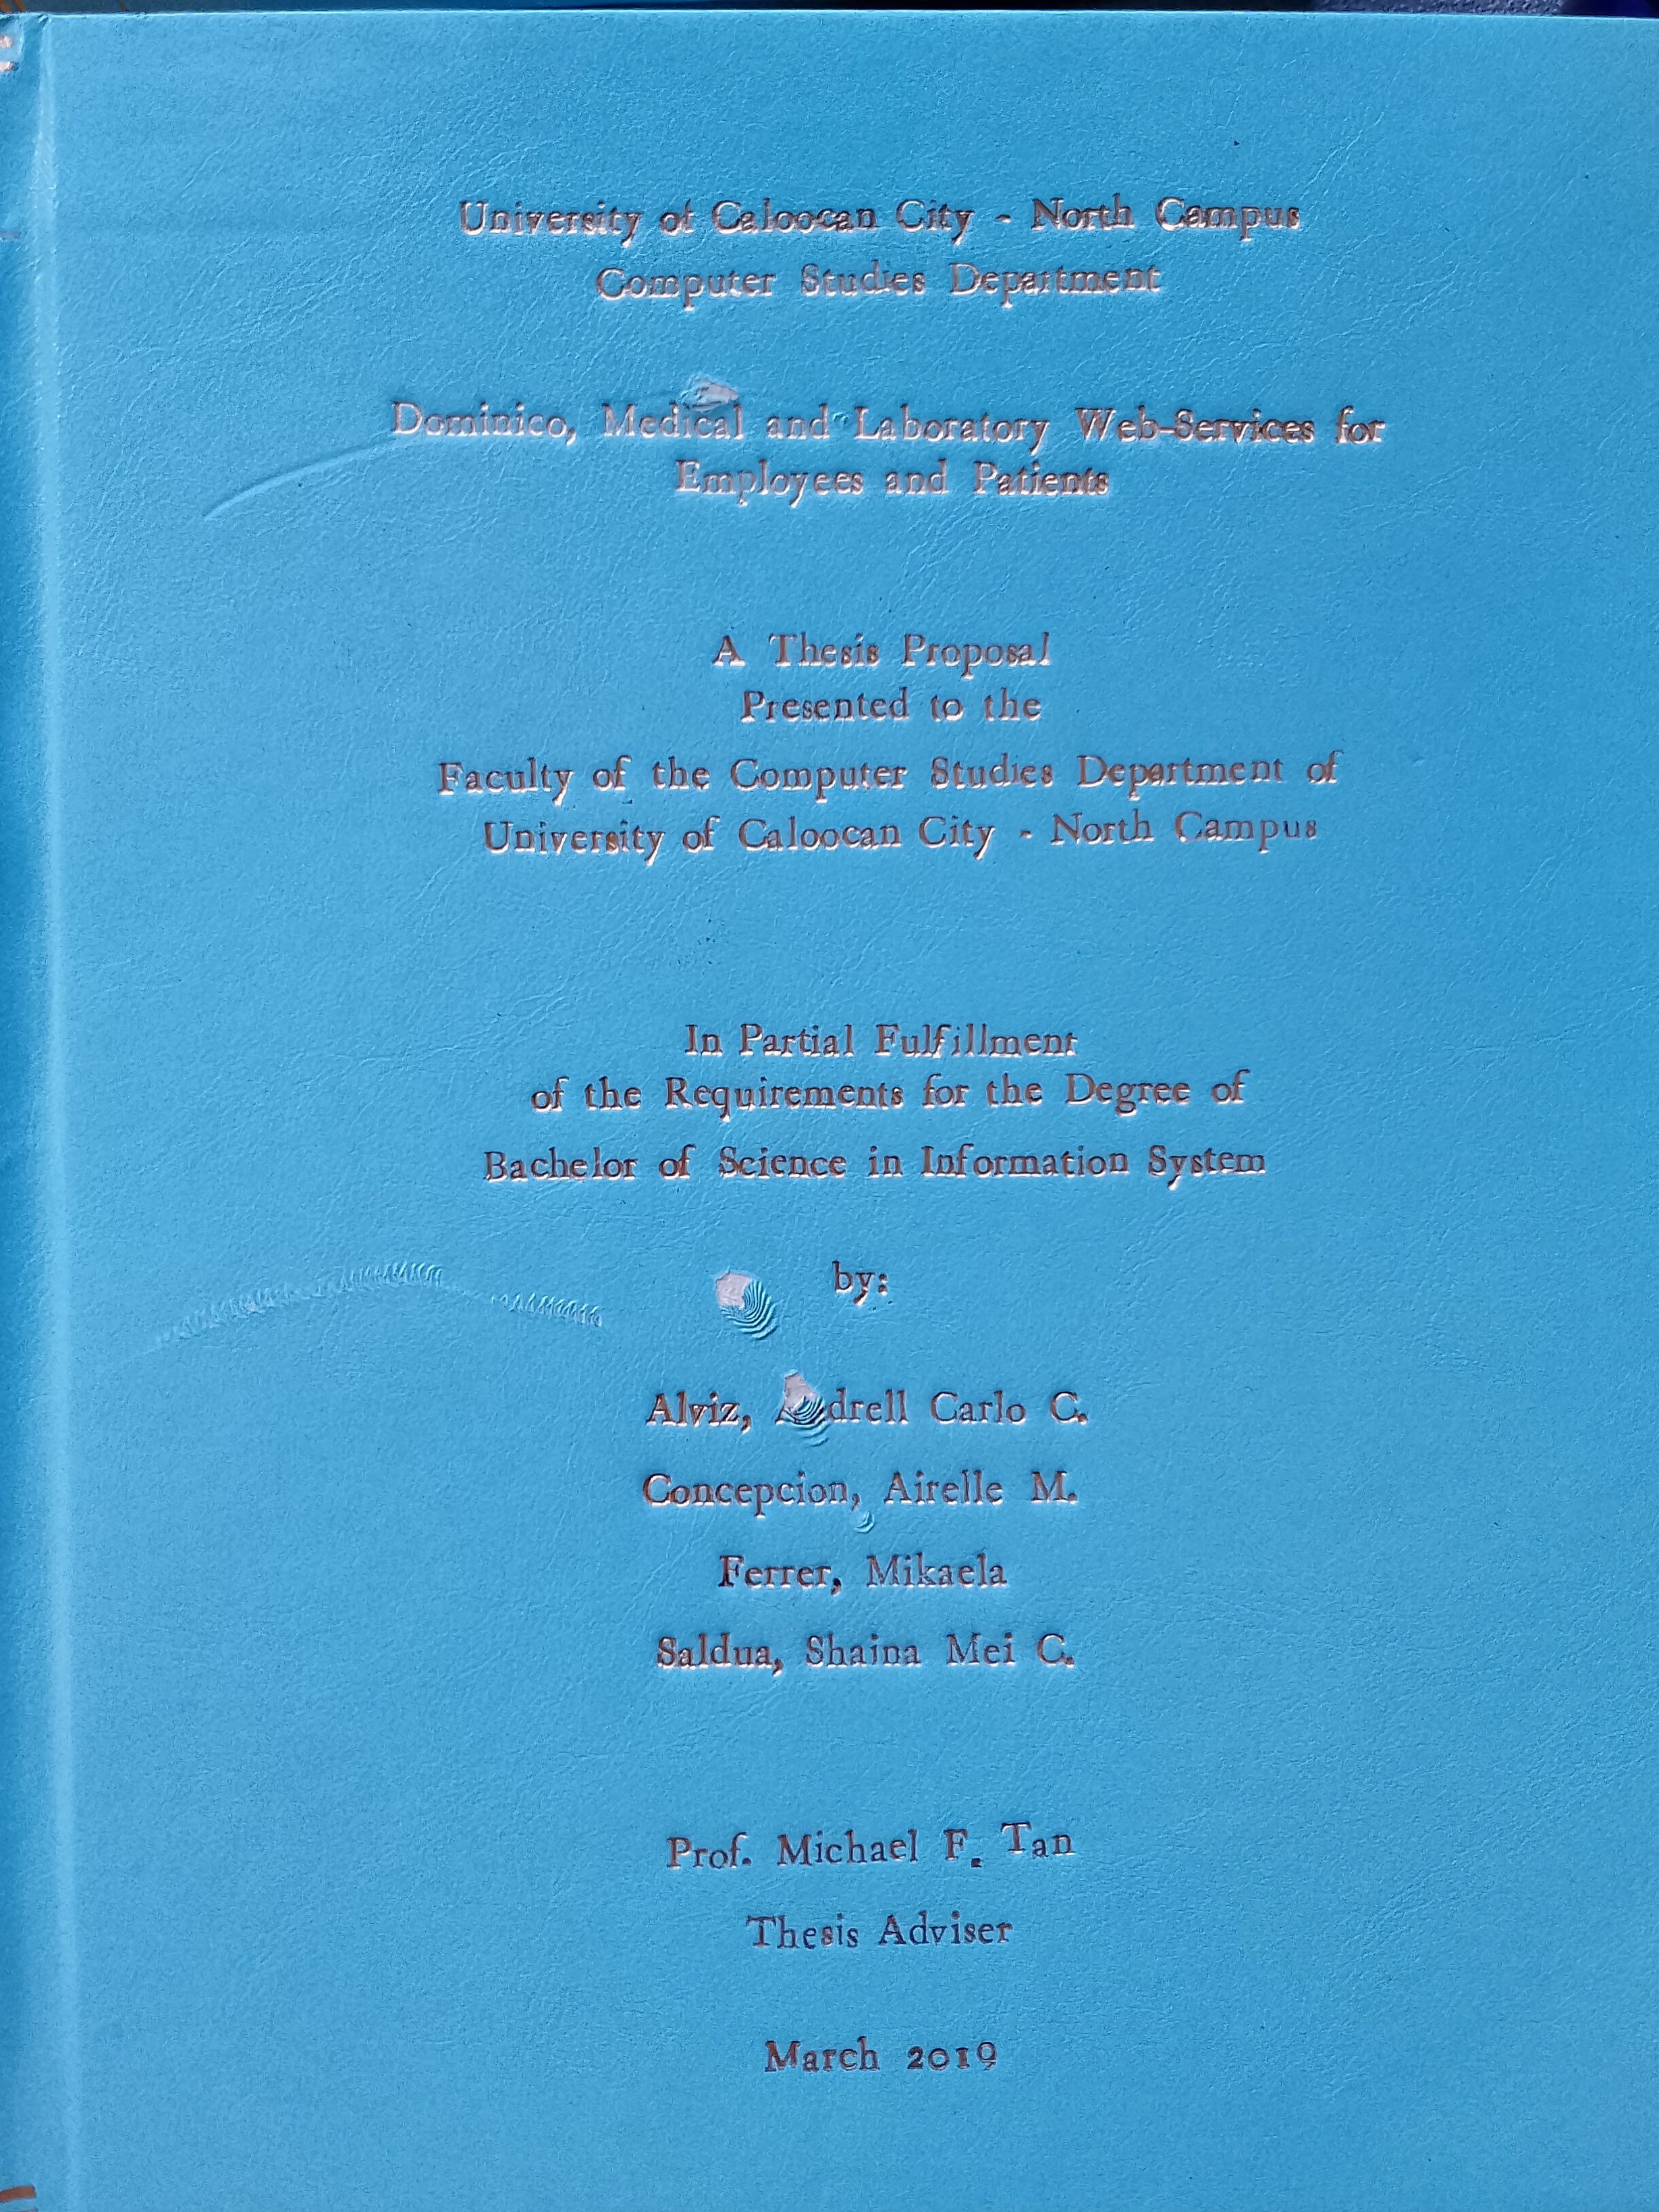 University of Caloocan City - North Campus
Computer Studies Department
Dominico, Medical and Laboratory Web-Services for
Employees and Patients
A Thesis Proposal
Presented to the
Faculty of the Computer Studies Department of
University of Caloocan City - North Campus
In Partial Fulfillment
of the Requirements for the Degree of
Bachelor of Science in Information System
by:
Alviz, Carlo C.
Concepcion, Airelle M.
Ferrer, Mikaela
Saldua, Shaina Mei C.
Prof. Michael F. Tan
Thesis Adviser
March 2019